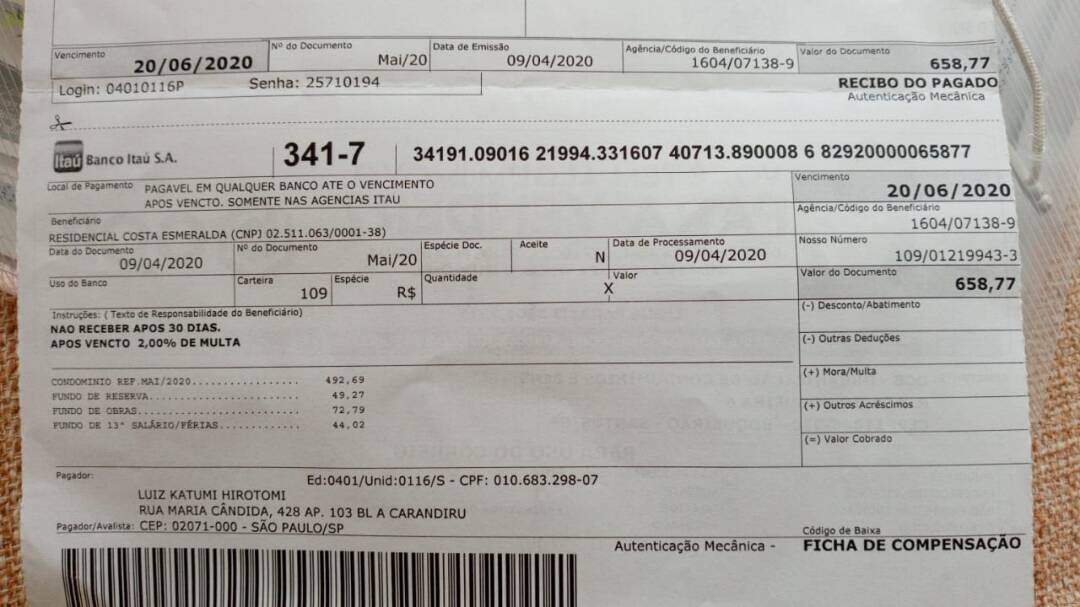 Vencimento Nº do Documento Data de Emissão Agência/Código do Beneficiário Valor do Documento
20/06/2020 Mai/20 09/04/2020 1604/07138-9 658,77
Login: 04010116P Senha: 25710194 RECIBO DO PAGADO
Autenticação Mecânica
Itaú Banco Itaú S.A. 341-7 34191.09016 21994.331607 40713.890008 6 82920000065877
Local de Pagamento PAGAVEL EM QUALQUER BANCO ATE O VENCIMENTO Vencimento
APOS VENCTO. SOMENTE NAS AGENCIAS ITAU 20/06/2020
Beneficiário Agência/Código do Beneficiário
RESIDENCIAL COSTA ESMERALDA (CNPJ 02.511.063/0001-38) 1604/07138-9
Data do Documento Nº do Documento Espécie Doc. Aceite Data de Processamento Nosso Número
09/04/2020 Mai/20 N 09/04/2020 109/01219943-3
Uso do Banco Carteira Espécie Quantidade Valor Valor do Documento
109 R$ X 658,77
Instruções: ( Texto de Responsabilidade do Beneficiário) (-) Desconto/Abatimento
NAO RECEBER APOS 30 DIAS.
APOS VENCTO 2,00% DE MULTA (-) Outras Deduções
CONDOMINIO REF.MAI/2020................. 492,69 (+) Mora/Multa
FUNDO DE RESERVA........................ 49,27
FUNDO DE OBRAS.......................... 72,79 (+) Outros Acréscimos
FUNDO DE 13º SALÁRIO/FÉRIAS............. 44,02
(=) Valor Cobrado
Pagador: Ed:0401/Unid:0116/S - CPF: 010.683.298-07
LUIZ KATUMI HIROTOMI
RUA MARIA CÂNDIDA, 428 AP. 103 BL A CARANDIRU
Pagador/Avalista: CEP: 02071-000 - SÃO PAULO/SP
Código de Baixa
Autenticação Mecânica - FICHA DE COMPENSAÇÃO